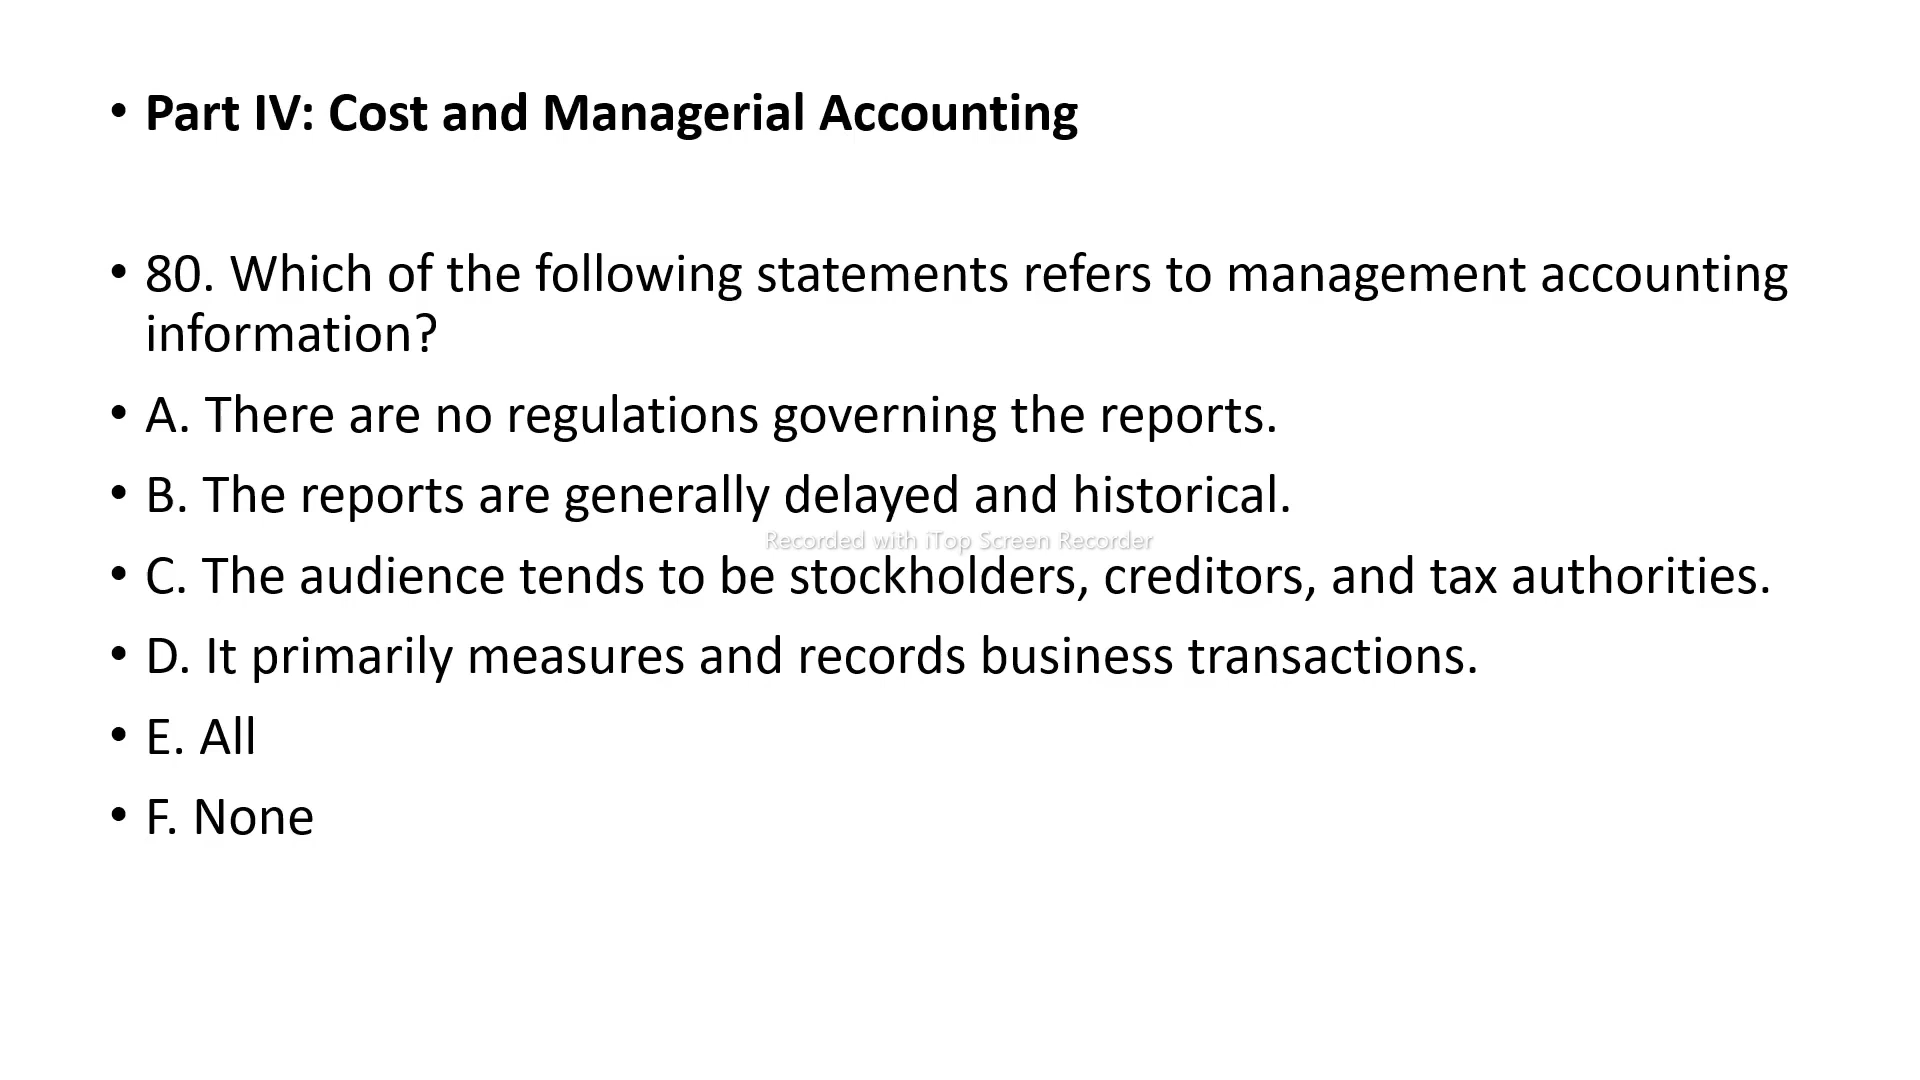 • Part IV: Cost and Managerial Accounting
• 80. Which of the following statements refers to management accounting
information?
• A. There are no regulations governing the reports.
• B. The reports are generally delayed and historical.
Recorded with iTop Screen Recorder
• C. The audience tends to be stockholders, creditors, and tax authorities.
• D. It primarily measures and records business transactions.
• E. All
• F. None